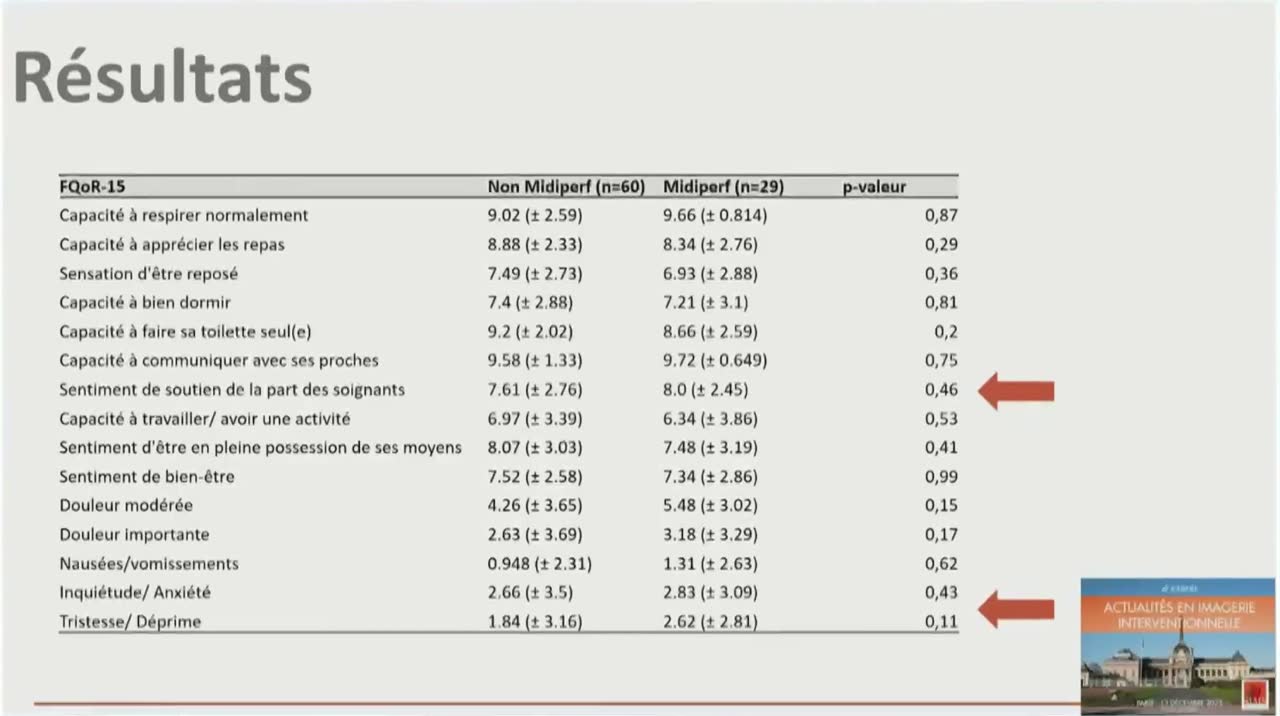 Résultats
FQoR-15 Non Midiperf (n=60) Midiperf (n=29) p-valeur
Capacité à respirer normalement 9.02 (± 2.59) 9.66 (± 0.814) 0,87
Capacité à apprécier les repas 8.88 (± 2.33) 8.34 (± 2.76) 0,29
Sensation d'être reposé 7.49 (± 2.73) 6.93 (± 2.88) 0,36
Capacité à bien dormir 7.4 (± 2.88) 7.21 (± 3.1) 0,81
Capacité à faire sa toilette seul(e) 9.2 (± 2.02) 8.66 (± 2.59) 0,2
Capacité à communiquer avec ses proches 9.58 (± 1.33) 9.72 (± 0.649) 0,75
Sentiment de soutien de la part des soignants 7.61 (± 2.76) 8.0 (± 2.45) 0,46
Capacité à travailler/ avoir une activité 6.97 (± 3.39) 6.34 (± 3.86) 0,53
Sentiment d'être en pleine possession de ses moyens 8.07 (± 3.03) 7.48 (± 3.19) 0,41
Sentiment de bien-être 7.52 (± 2.58) 7.34 (± 2.86) 0,99
Douleur modérée 4.26 (± 3.65) 5.48 (± 3.02) 0,15
Douleur importante 2.63 (± 3.69) 3.18 (± 3.29) 0,17
Nausées/vomissements 0.948 (± 2.31) 1.31 (± 2.63) 0,62
Inquiétude/ Anxiété 2.66 (± 3.5) 2.83 (± 3.09) 0,43
Tristesse/ Déprime 1.84 (± 3.16) 2.62 (± 2.81) 0,11
ACTUALITÉS EN IMAGERIE
INTERVENTIONNELLE
PARIS DÉCEMBRE